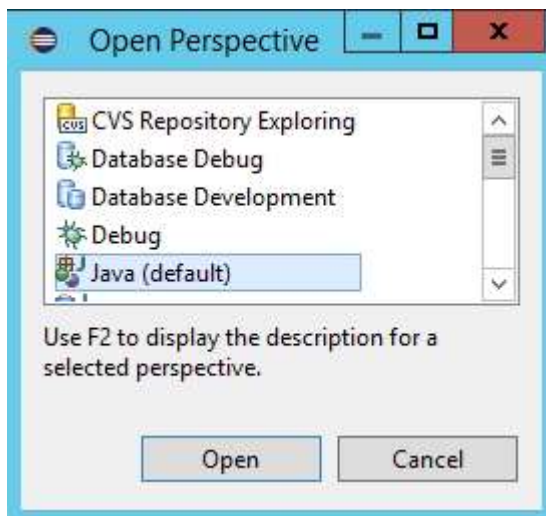 Open Perspective
CVS Repository Exploring
Database Debug
Database Development
Debug
Java (default)
Use F2 to display the description for a
selected perspective.
Open
Cancel